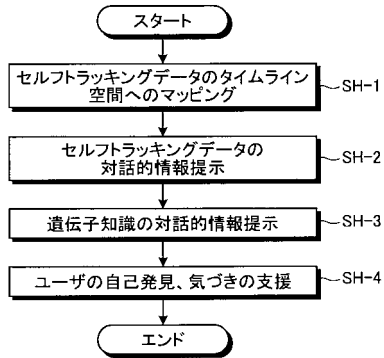 スタート
セルフトラッキングデータのタイムライン
空間へのマッピング
SH-1
セルフトラッキングデータの
対話的情報提示
SH-2
遺伝子知識の対話的情報提示
SH-3
ユーザの自己発見、気づきの支援
SH-4
エンド